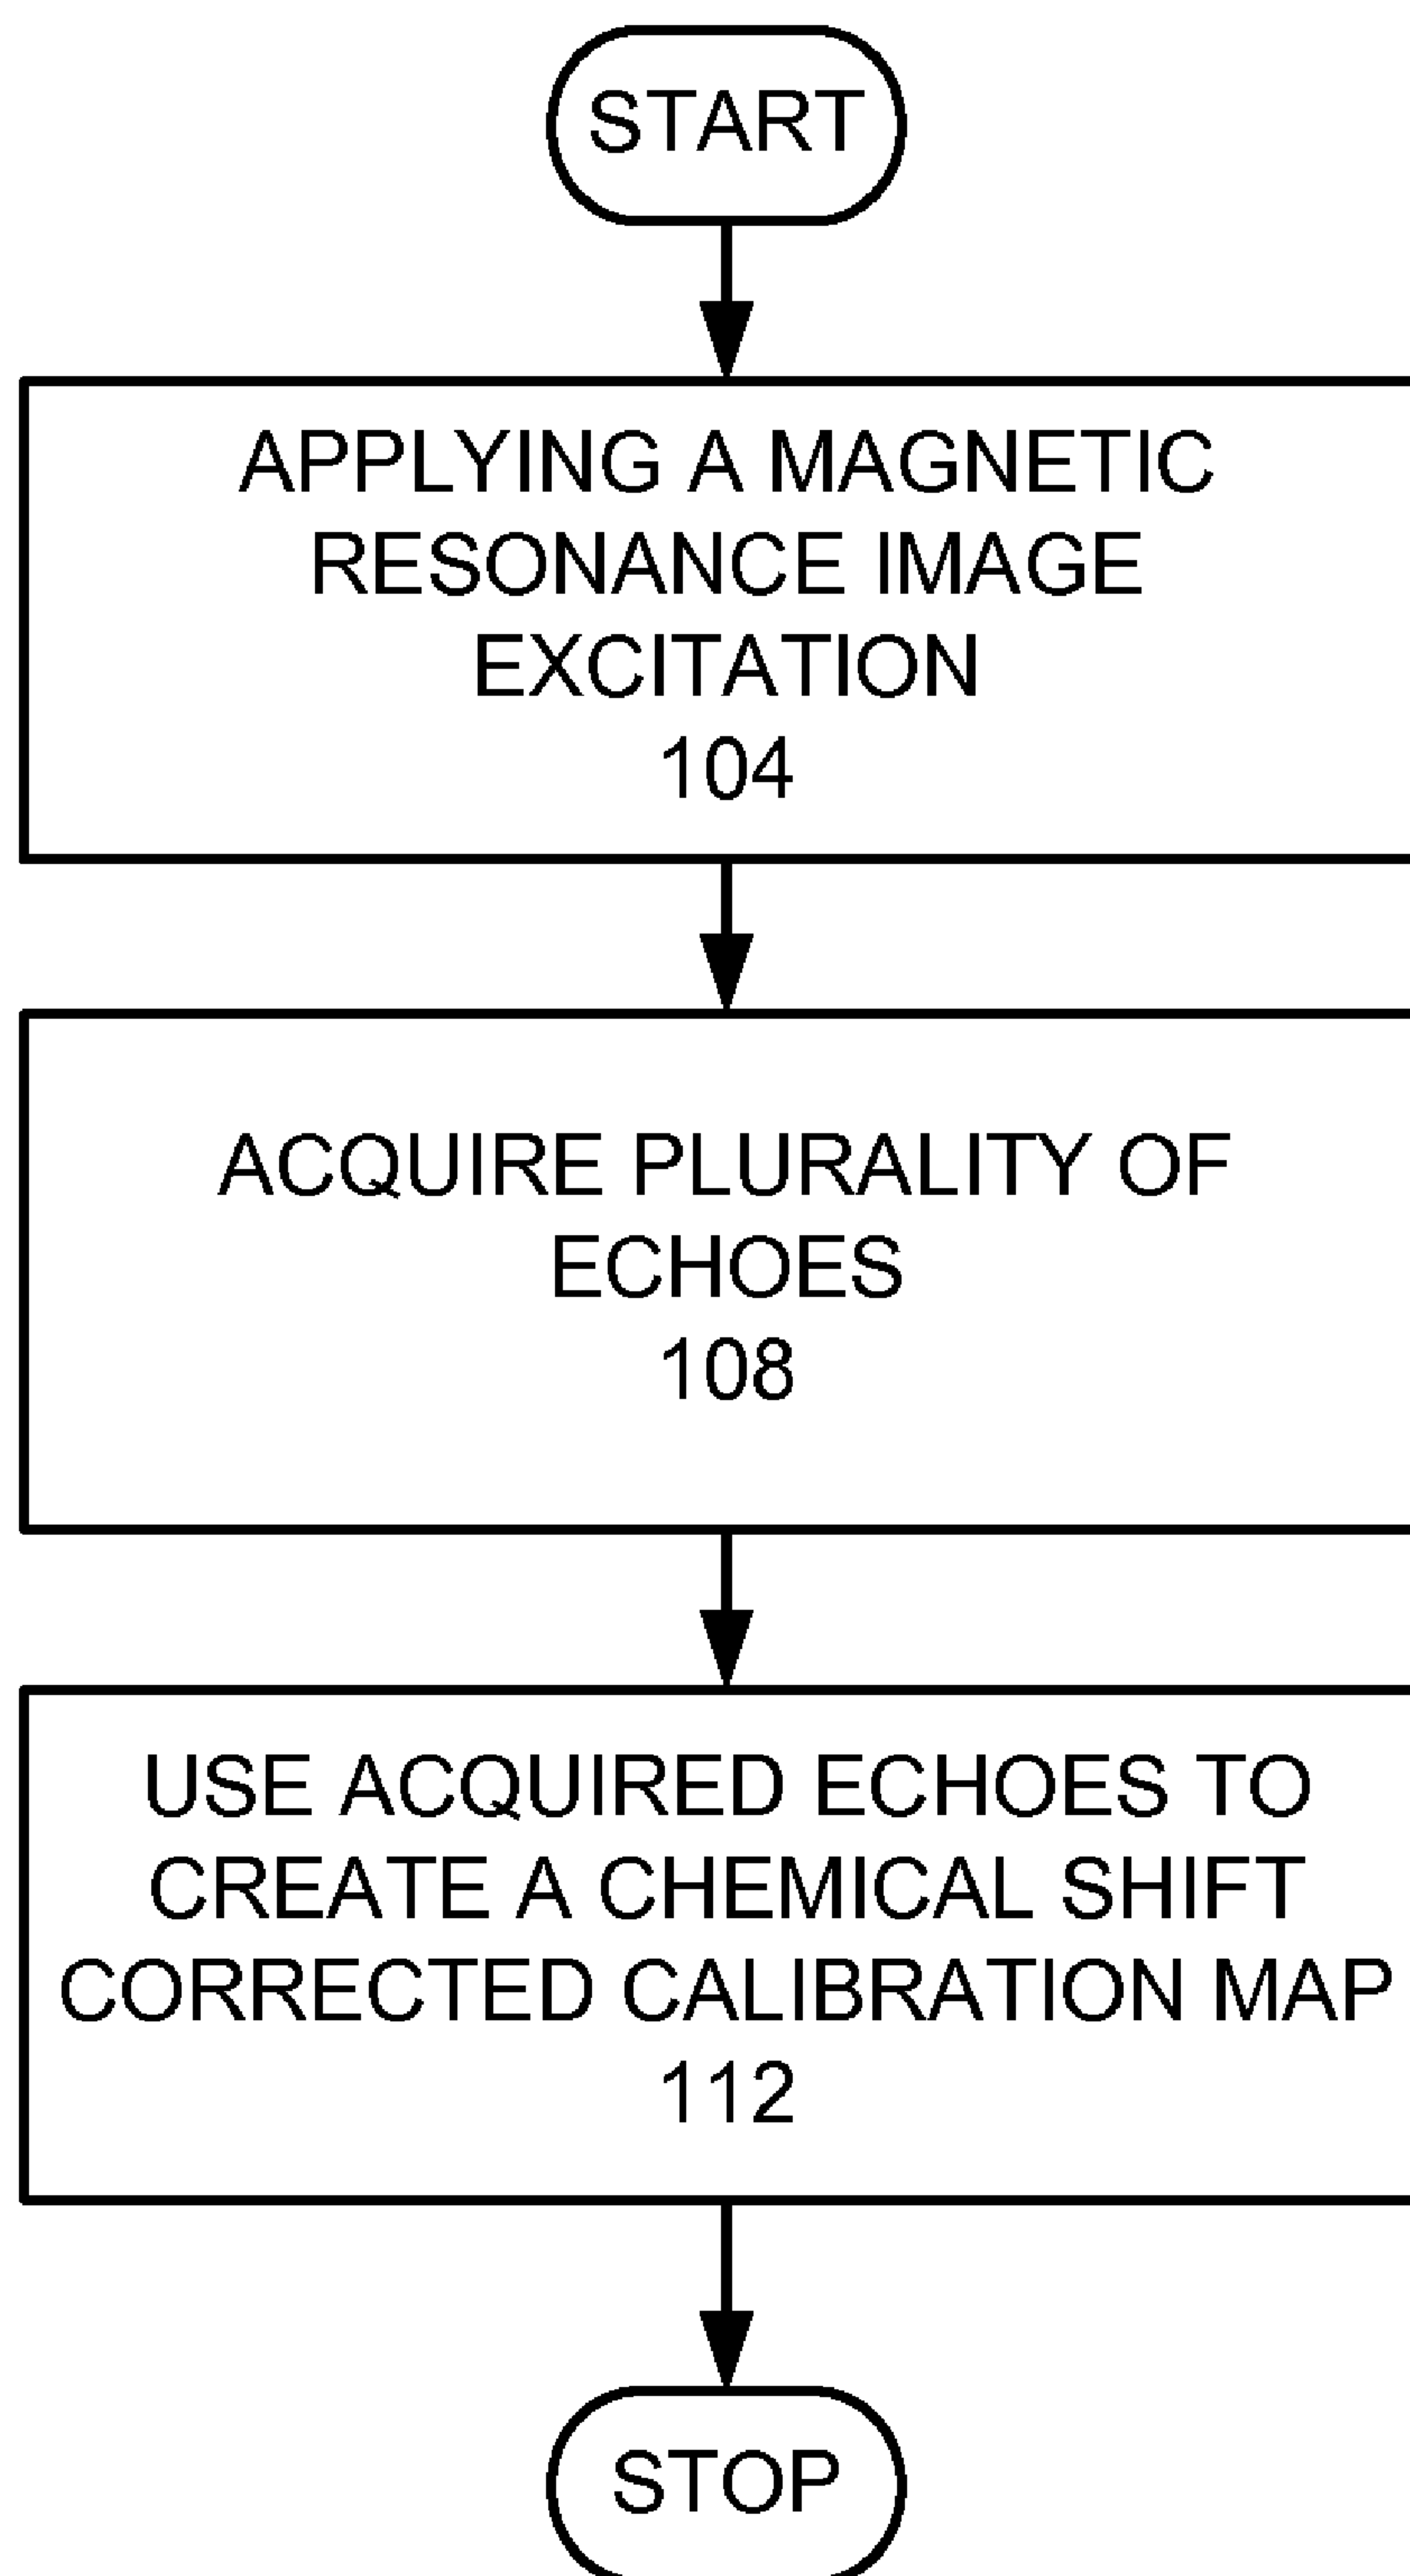 START
APPLYING A MAGNETIC
RESONANCE IMAGE
EXCITATION
104
ACQUIRE PLURALITY OF
ECHOES
108
USE ACQUIRED ECHOES TO
CREATE A CHEMICAL SHIFT
CORRECTED CALIBRATION MAP
112
STOP